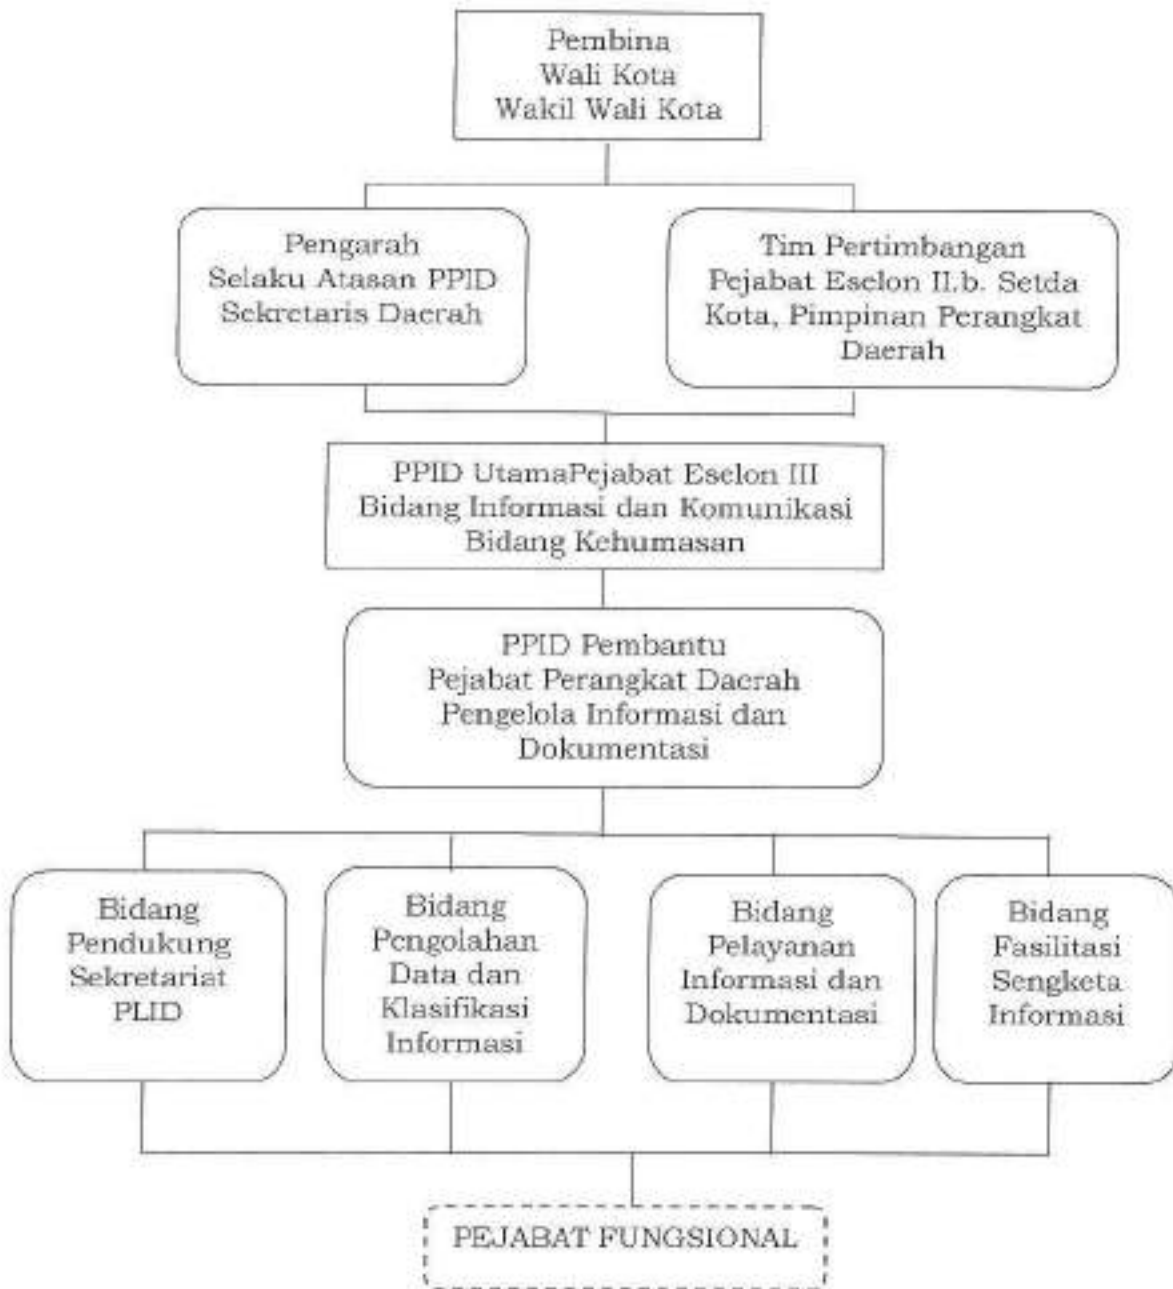 Pembina
Wali Kota
Wakil Wali Kota
Pengarah
Selaku Atasan PPID
Sekretaris Daerah
Tim Pertimbangan
Pejabat Eselon II.b. Setda
Kota, Pimpinan Perangkat
Daerah
PPID UtamaPejabat Eselon III
Bidang Informasi dan Komunikasi
Bidang Kehumasan
PPID Pembantu
Pejabat Perangkat Daerah
Pengelola Informasi dan
Dokumentasi
Bidang
Pendukung
Sekretariat
PLID
Bidang
Pengolahan
Data dan
Klasifikasi
Informasi
Bidang
Pelayanan
Informasi dan
Dokumentasi
Bidang
Fasilitasi
Sengketa
Informasi
PEJABAT FUNGSIONAL